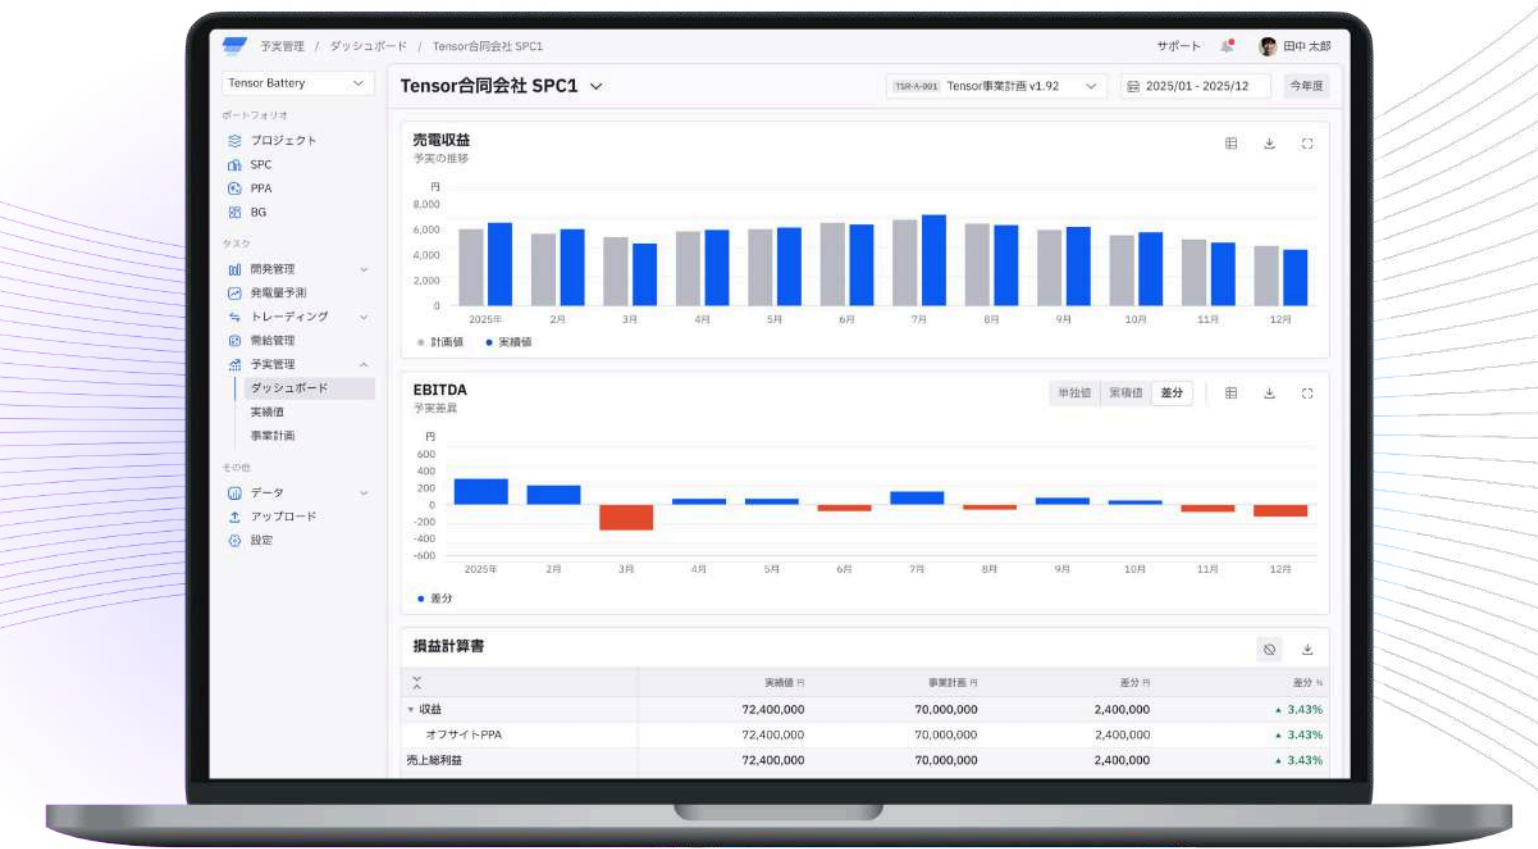 予実管理 / ダッシュボード / Tensor合同会社 SPC1
サポート
田中 太郎
Tensor Battery
ポートフォリオ
プロジェクト
SPC
PPA
BG
タスク
開発管理
発電量予測
トレーディング
需給管理
予実管理
ダッシュボード
実績値
事業計画
その他
データ
アップロード
設定
Tensor合同会社 SPC1
TSR-A-001 Tensor事業計画 v1.92
2025/01 - 2025/12
今年度
売電収益
予実の推移
円
8,000
6,000
4,000
2,000
0
2025年 2月 3月 4月 5月 6月 7月 8月 9月 10月 11月 12月
計画値 実績値
EBITDA
予実差異
単独値 累積値 差分
円
600
400
200
0
-200
-400
-600
2025年 2月 3月 4月 5月 6月 7月 8月 9月 10月 11月 12月
差分
損益計算書
実績値 円 事業計画 円 差分 円 差分 %
収益 72,400,000 70,000,000 2,400,000 ▲ 3.43%
オフサイトPPA 72,400,000 70,000,000 2,400,000 ▲ 3.43%
売上総利益 72,400,000 70,000,000 2,400,000 ▲ 3.43%